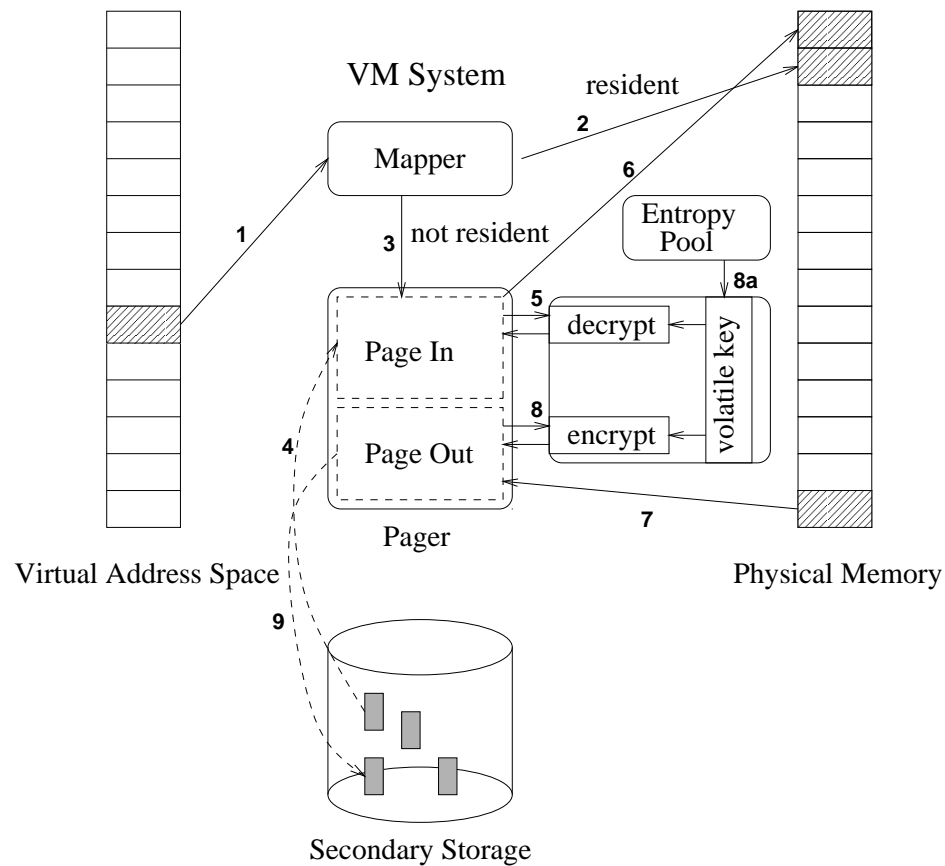 VM System
resident
2
Mapper
6
1
3
not resident
Entropy
Pool
8a
5
decrypt
Page In
volatile key
8
encrypt
4
Page Out
7
Pager
Virtual Address Space
Physical Memory
9
Secondary Storage